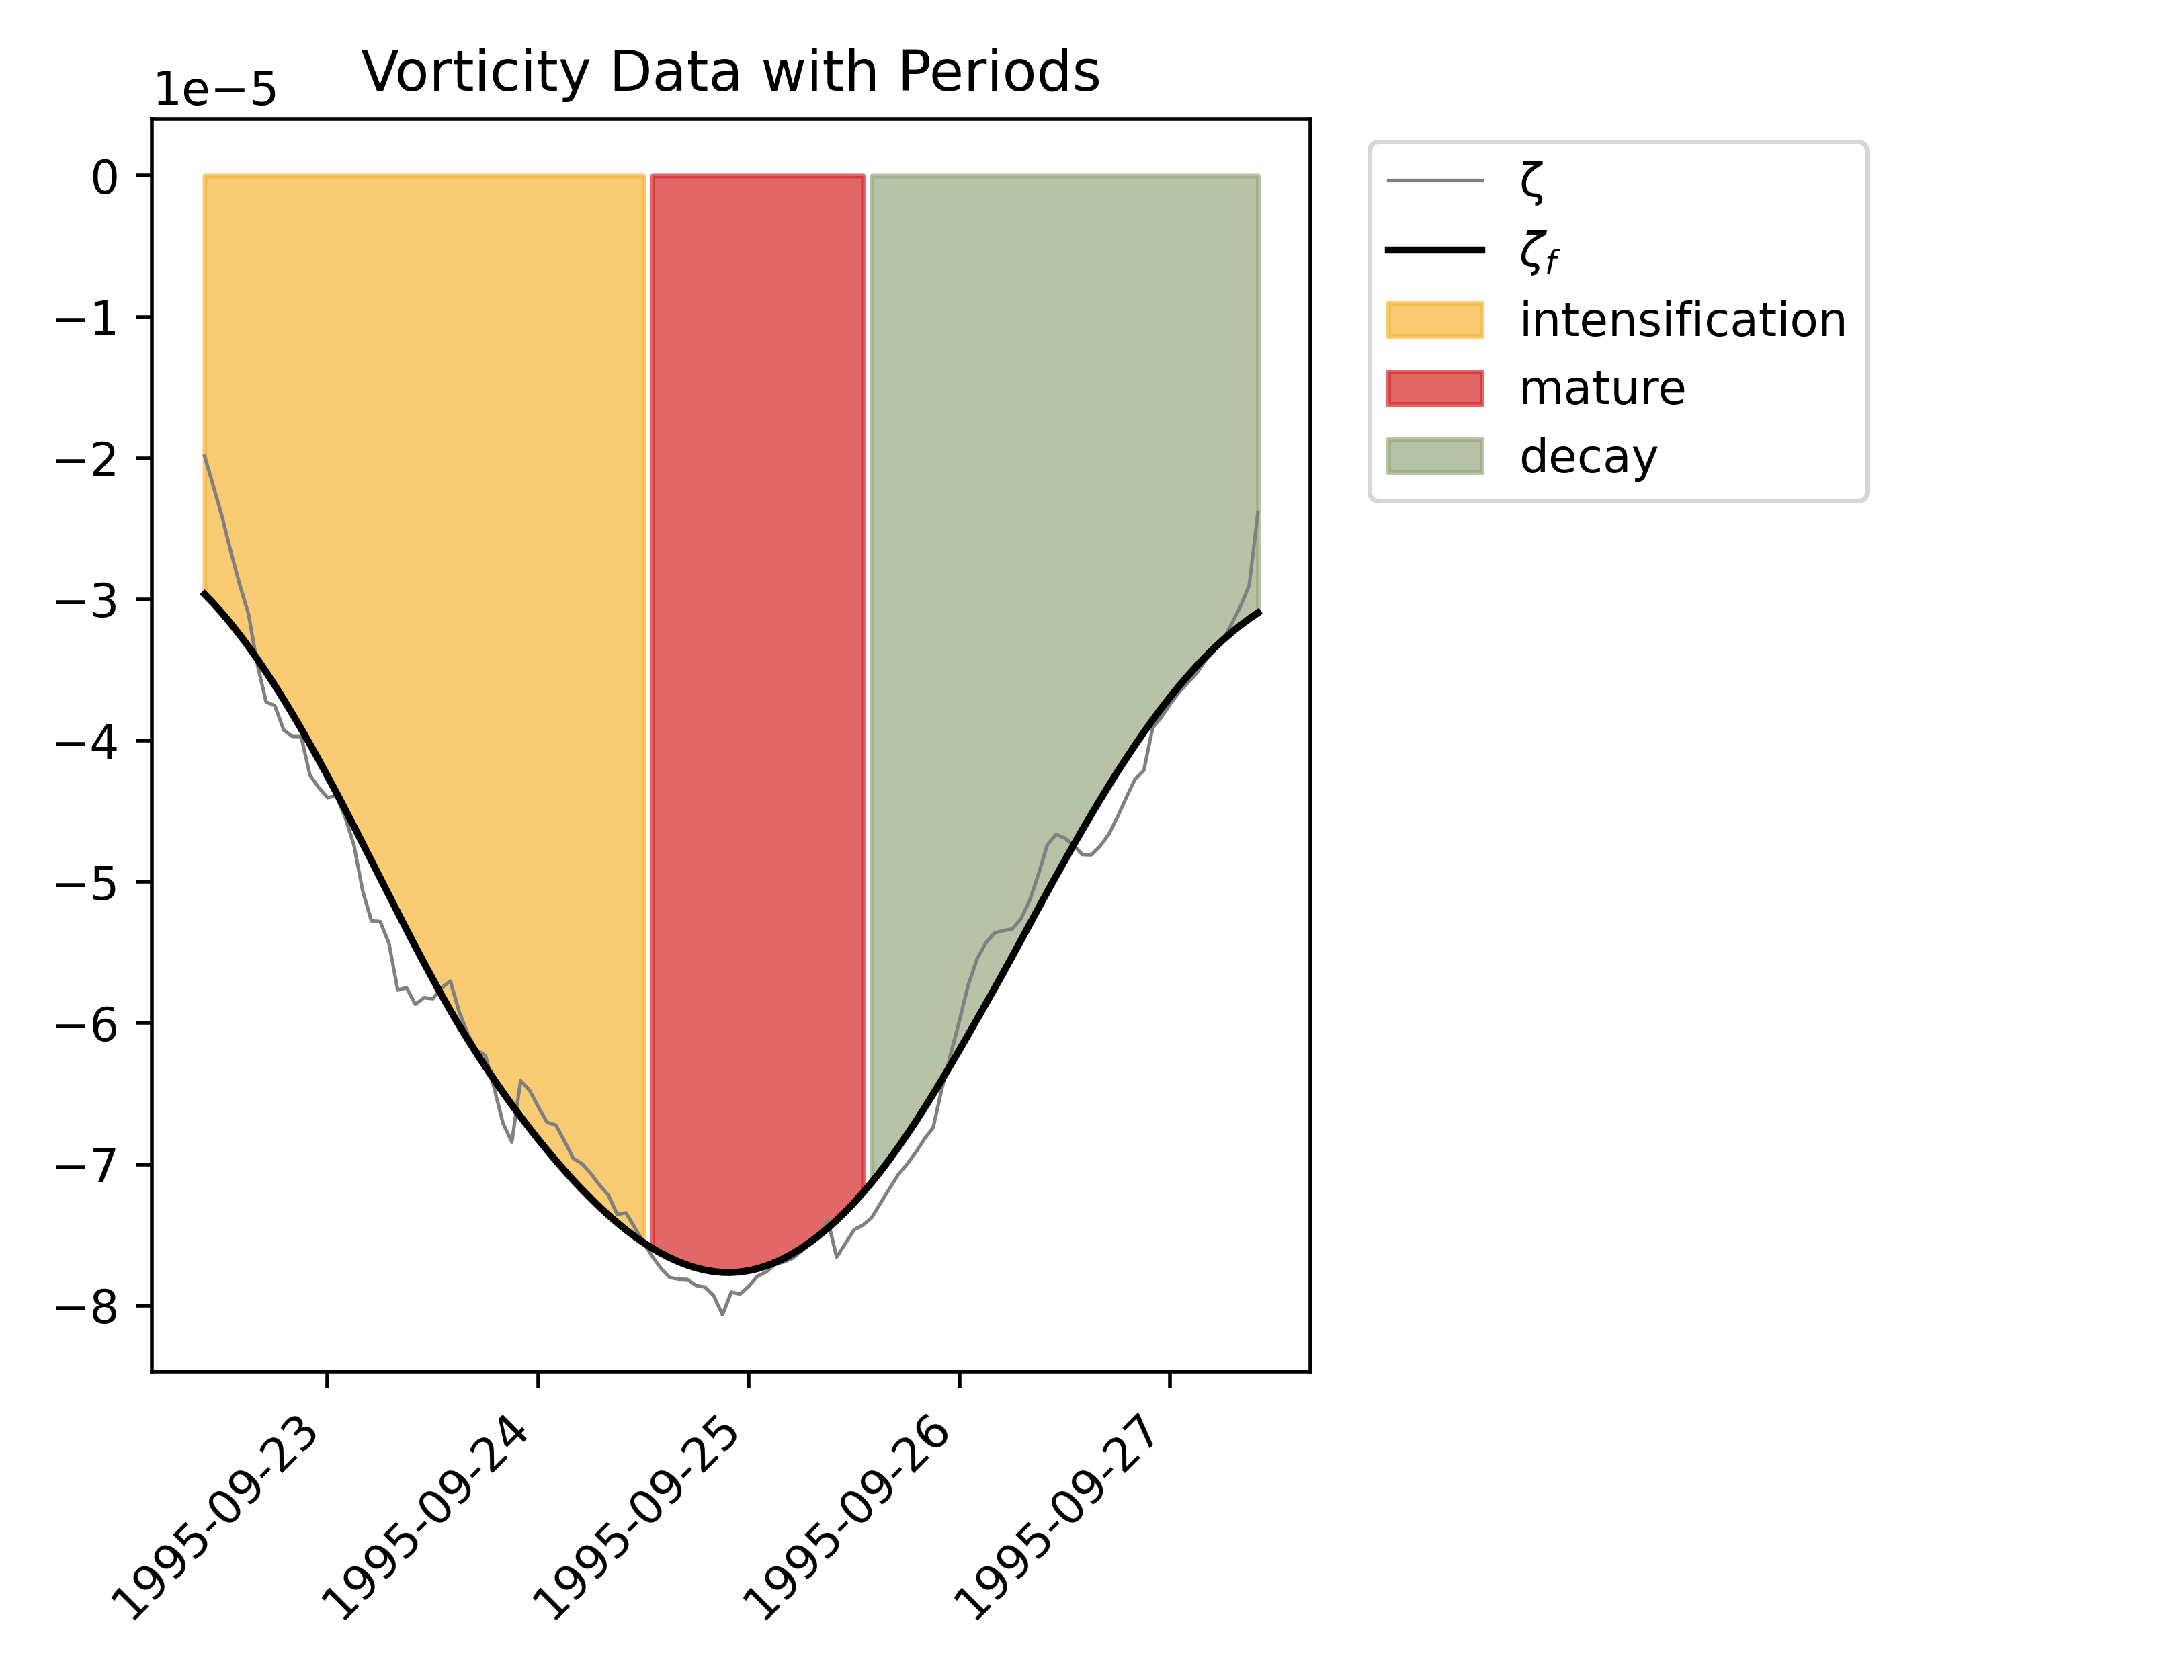 Vorticity Data with Periods
1e−5
0
−1
−2
−3
−4
−5
−6
−7
−8
1995-09-23
1995-09-24
1995-09-25
1995-09-26
1995-09-27
ζ
ζf
intensification
mature
decay